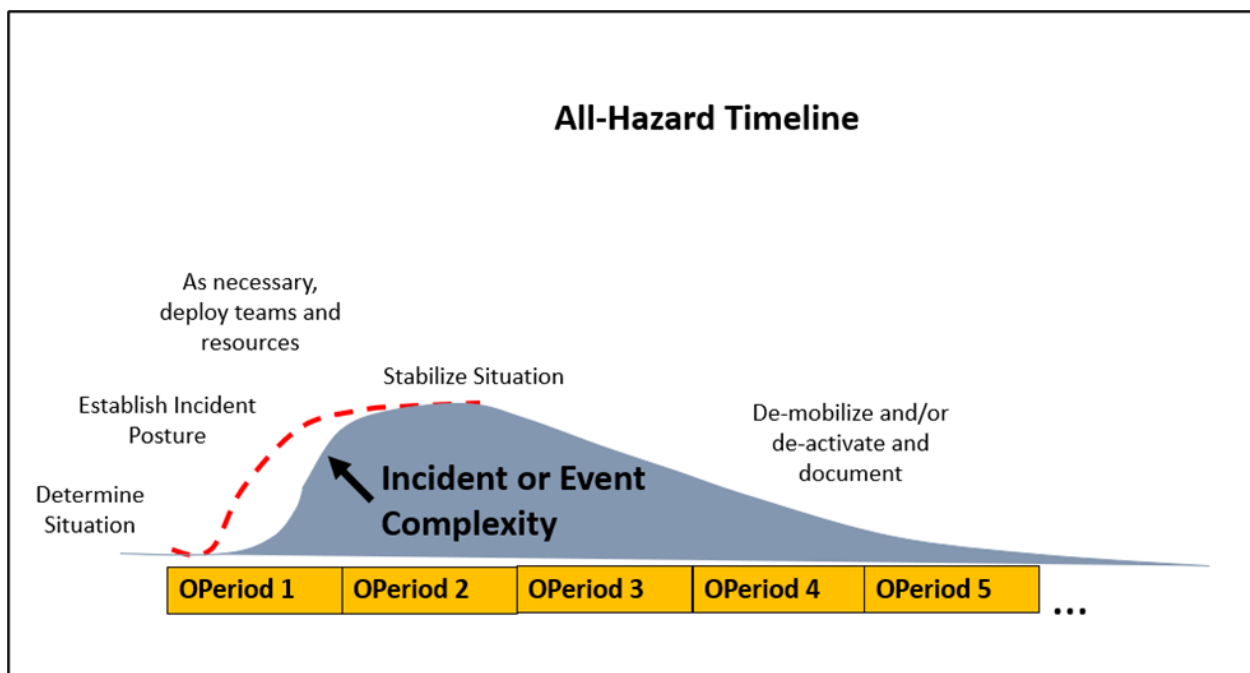 All-Hazard Timeline
As necessary,
deploy teams and
resources
Stabilize Situation
Establish Incident
Posture
De-mobilize and/or
de-activate and
document
Determine
Situation
Incident or Event
Complexity
OPeriod 1 OPeriod 2 OPeriod 3 OPeriod 4 OPeriod 5 ...